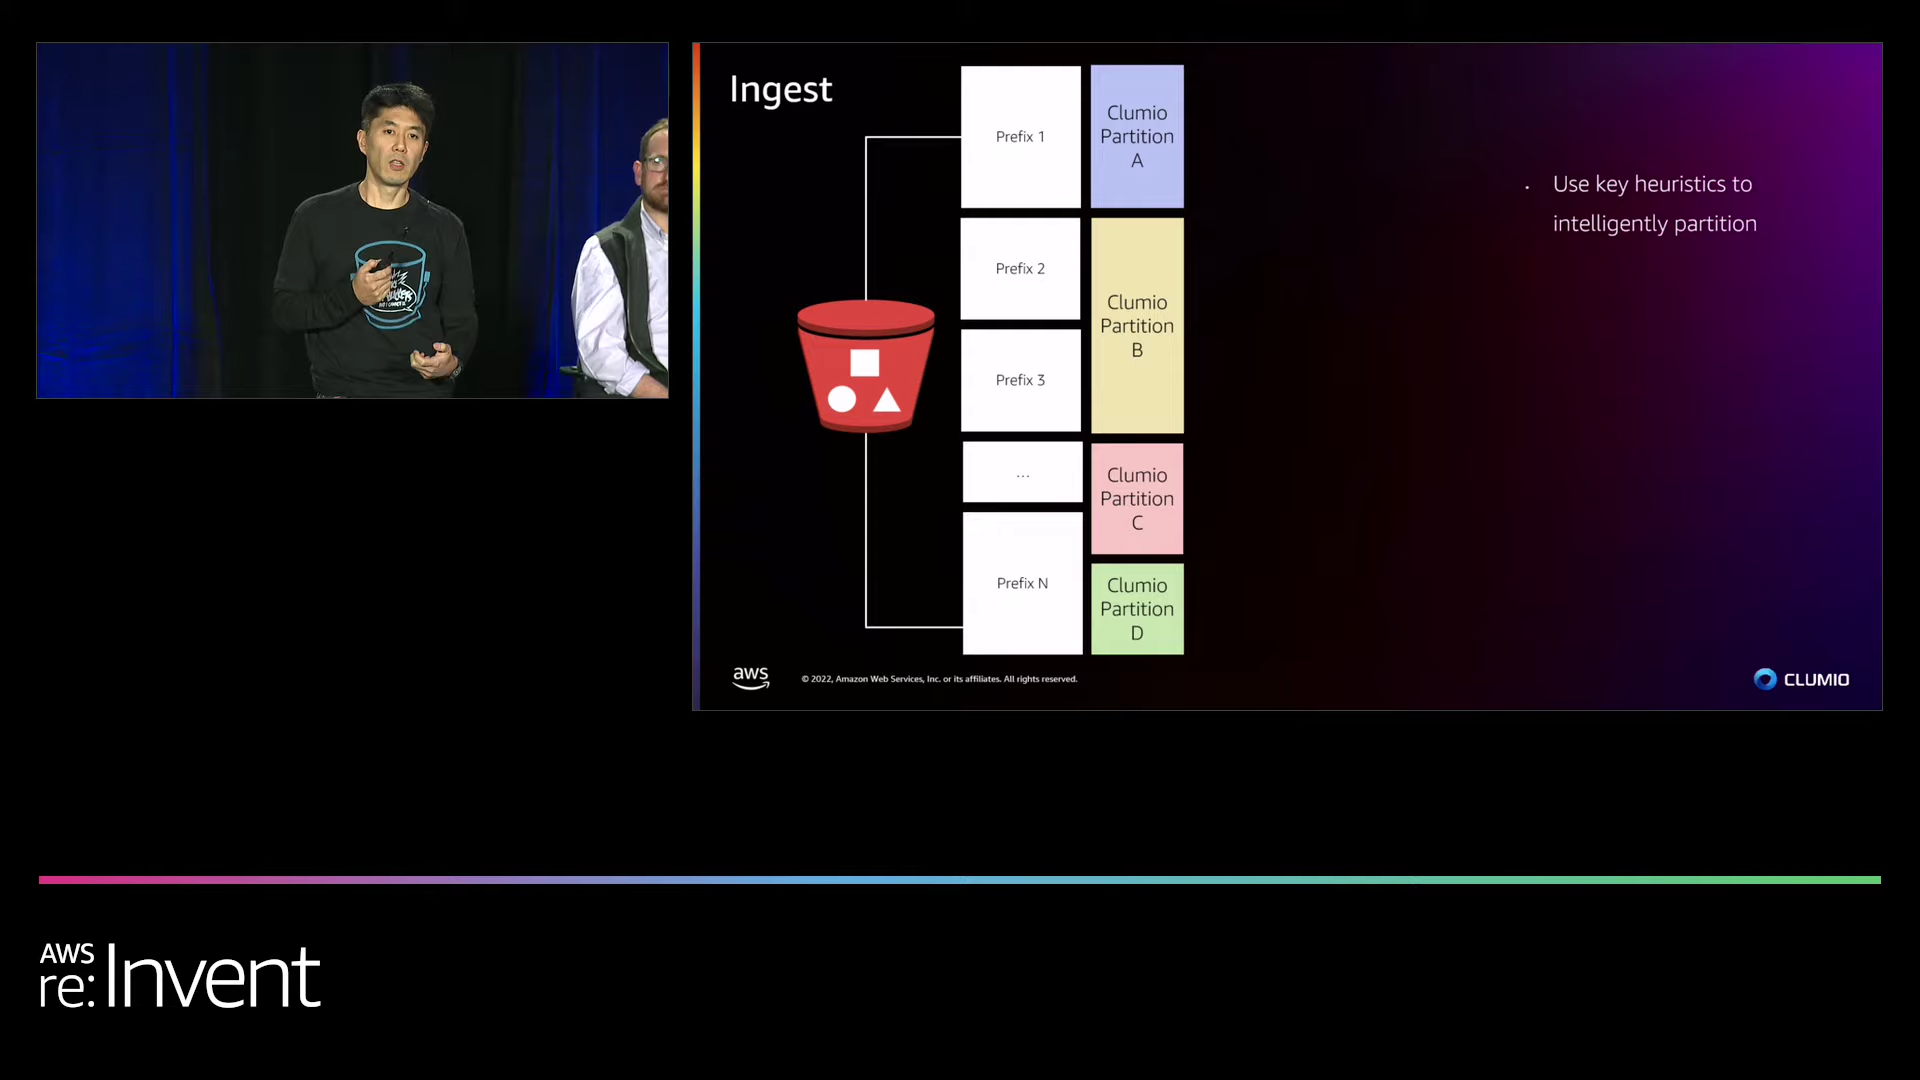 Ingest
Prefix 1
Prefix 2
Prefix 3
...
Prefix N
Clumio
Partition
A
Clumio
Partition
B
Clumio
Partition
C
Clumio
Partition
D
· Use key heuristics to
intelligently partition
aws
© 2022, Amazon Web Services, Inc. or its affiliates. All rights reserved.
CLUMIO
AWS
re:Invent